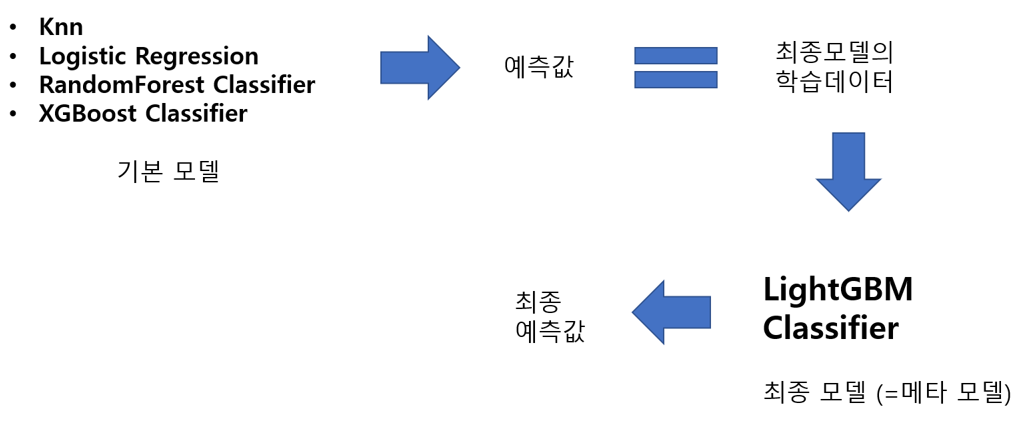 • Knn
• Logistic Regression
• RandomForest Classifier
• XGBoost Classifier
기본 모델
예측값
최종모델의
학습데이터
LightGBM
Classifier
최종 모델 (=메타 모델)
최종
예측값